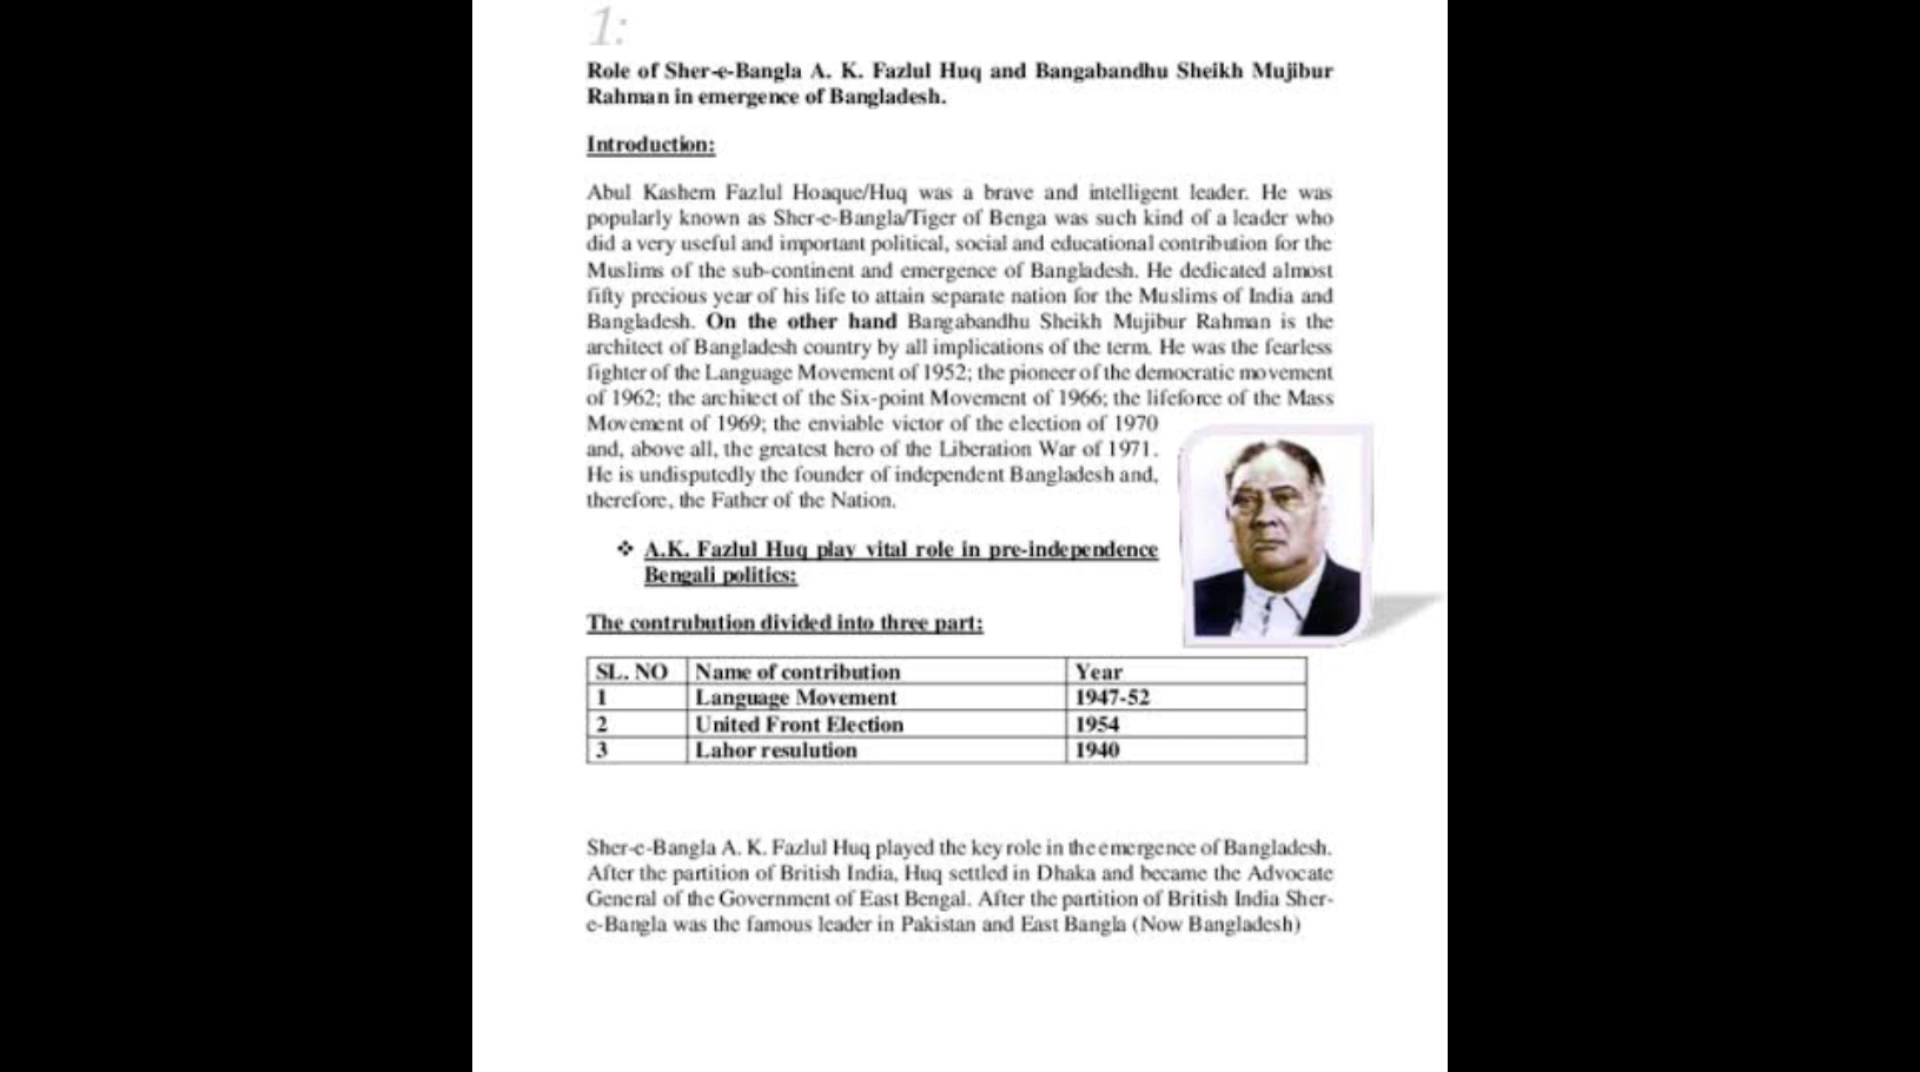 1:
Role of Sher-e-Bangla A. K. Fazlul Huq and Bangabandhu Sheikh Mujibur
Rahman in emergence of Bangladesh.
Introduction:
Abul Kashem Fazlul Hoaque/Huq was a brave and intelligent leader. He was
popularly known as Sher-e-Bangla/Tiger of Benga was such kind of a leader who
did a very useful and important political, social and educational contribution for the
Muslims of the sub-continent and emergence of Bangladesh. He dedicated almost
fifty precious year of his life to attain separate nation for the Muslims of India and
Bangladesh. On the other hand Bangabandhu Sheikh Mujibur Rahman is the
architect of Bangladesh country by all implications of the term. He was the fearless
fighter of the Language Movement of 1952; the pioneer of the democratic movement
of 1962; the architect of the Six-point Movement of 1966; the lifeforce of the Mass
Movement of 1969; the enviable victor of the election of 1970
and, above all, the greatest hero of the Liberation War of 1971.
He is undisputedly the founder of independent Bangladesh and,
therefore, the Father of the Nation.
❖ A.K. Fazlul Huq play vital role in pre-independence
Bengali politics:
The contrubution divided into three part:
SL. NO Name of contribution Year
1 Language Movement 1947-52
2 United Front Election 1954
3 Lahor resulution 1940
Sher-e-Bangla A. K. Fazlul Huq played the key role in the emergence of Bangladesh.
After the partition of British India, Huq settled in Dhaka and became the Advocate
General of the Government of East Bengal. After the partition of British India Sher-
e-Bangla was the famous leader in Pakistan and East Bangla (Now Bangladesh)